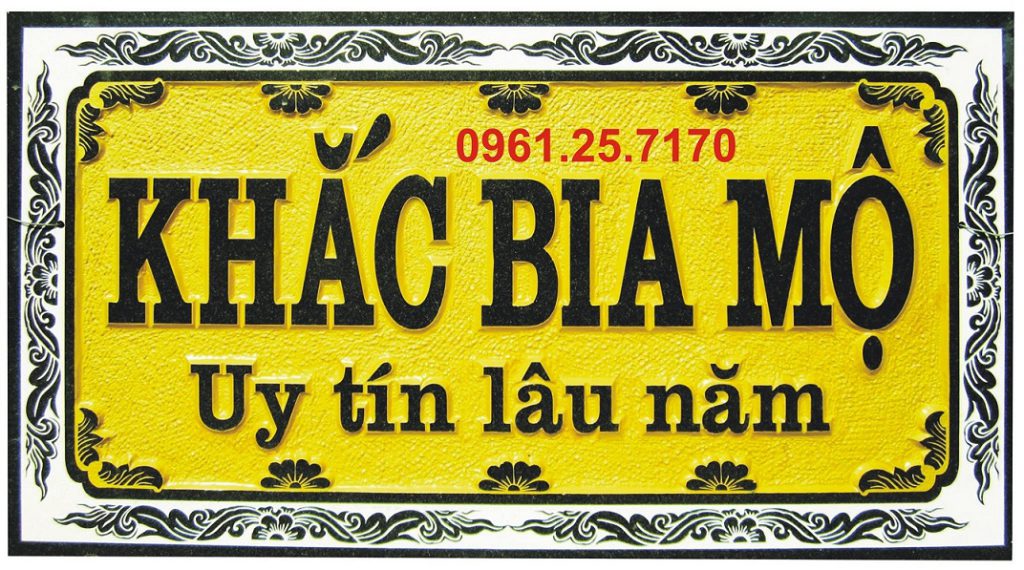 0961.25.7170
KHẮC BIA MỘ
Uy tín lâu năm